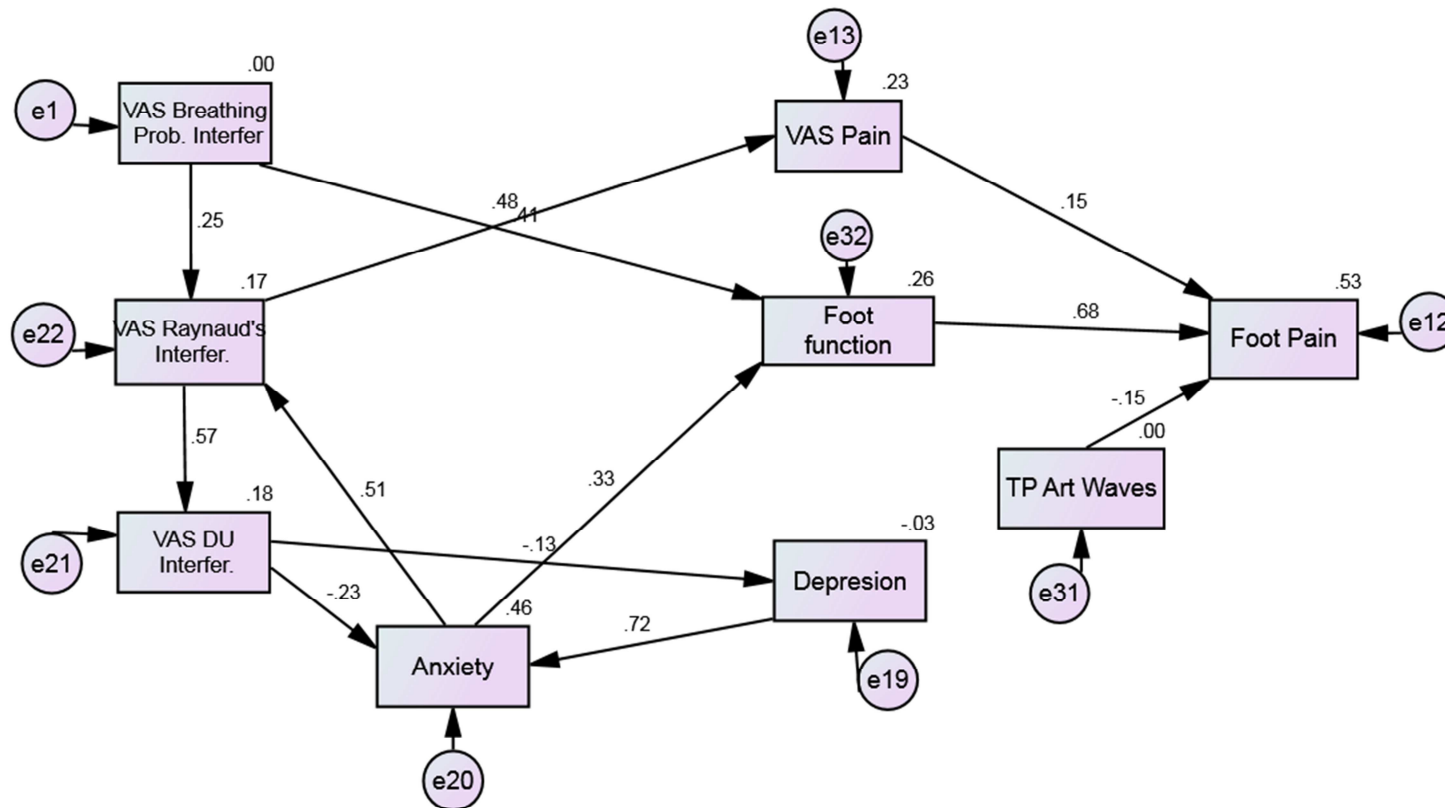 e13
.00
.23
e1
VAS Breathing
Prob. Interfer
VAS Pain
.48
.41
.15
.25
e32
.17
.26
.53
e22
VAS Raynaud's
Interfer.
Foot
function
.68
Foot Pain
e12
-.15
.00
.57
.51
.33
TP Art Waves
.18
-.03
e21
VAS DU
Interfer.
-.13
Depresion
e31
-.23
.46
.72
Anxiety
e19
e20